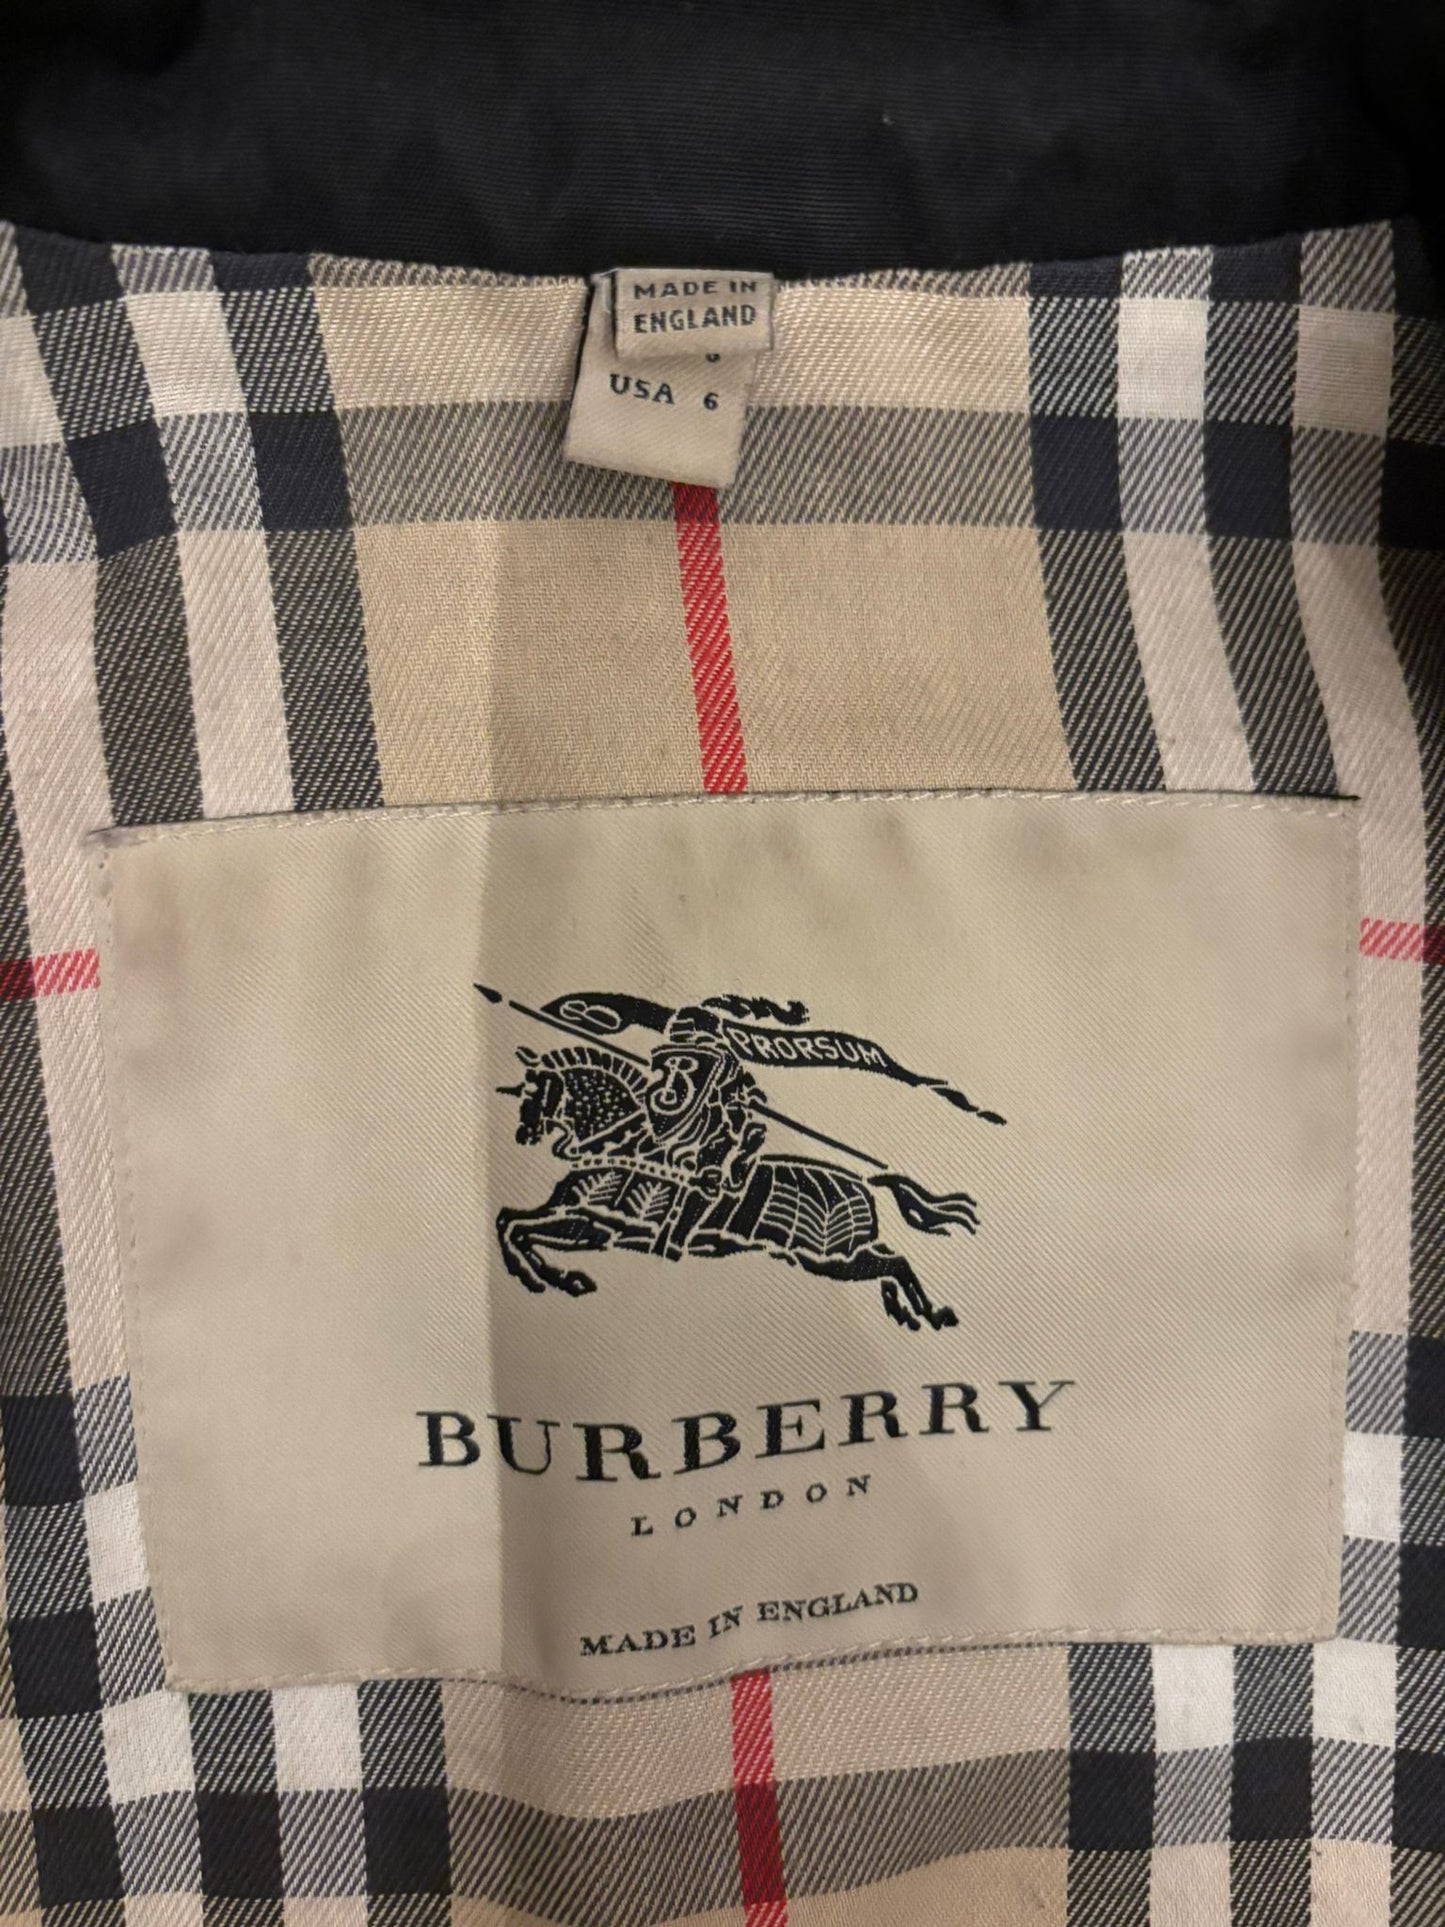 MADE IN
ENGLAND
USA 6
PRORSUM
B
BURBERRY
LONDON
MADE IN ENGLAND